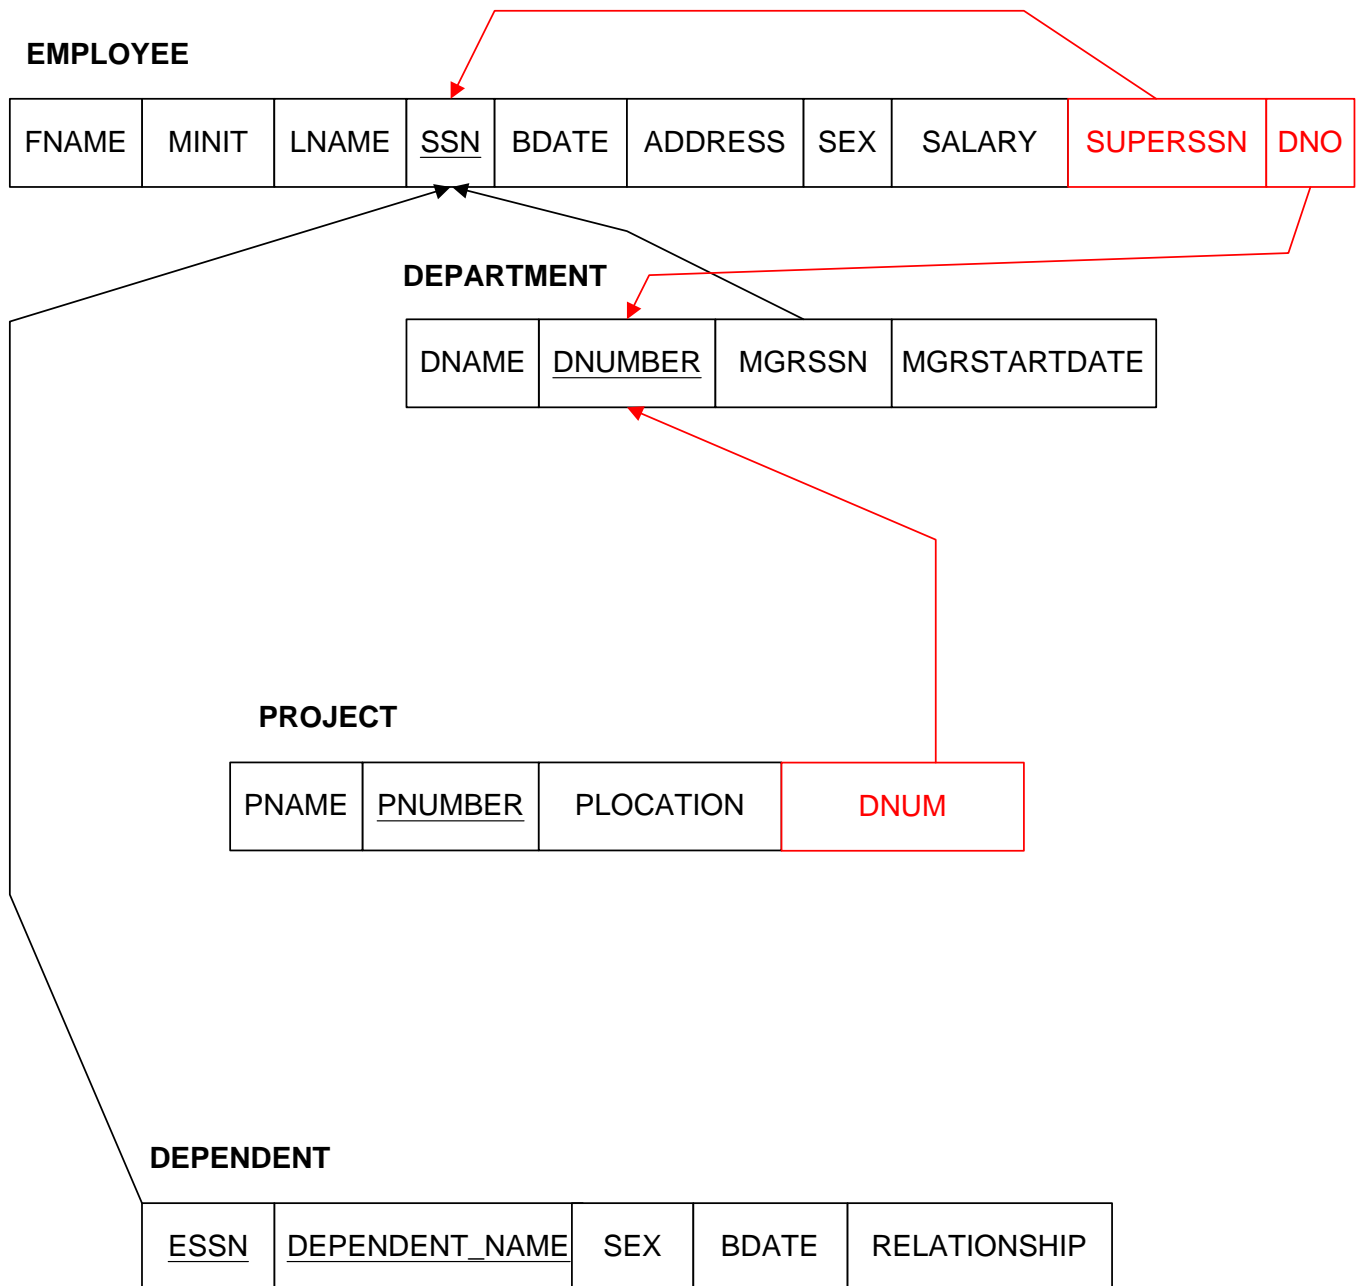 EMPLOYEE
FNAME MINIT LNAME SSN BDATE ADDRESS SEX SALARY SUPERSSN DNO
DEPARTMENT
DNAME DNUMBER MGRSSN MGRSTARTDATE
PROJECT
PNAME PNUMBER PLOCATION DNUM
DEPENDENT
ESSN DEPENDENT_NAME SEX BDATE RELATIONSHIP